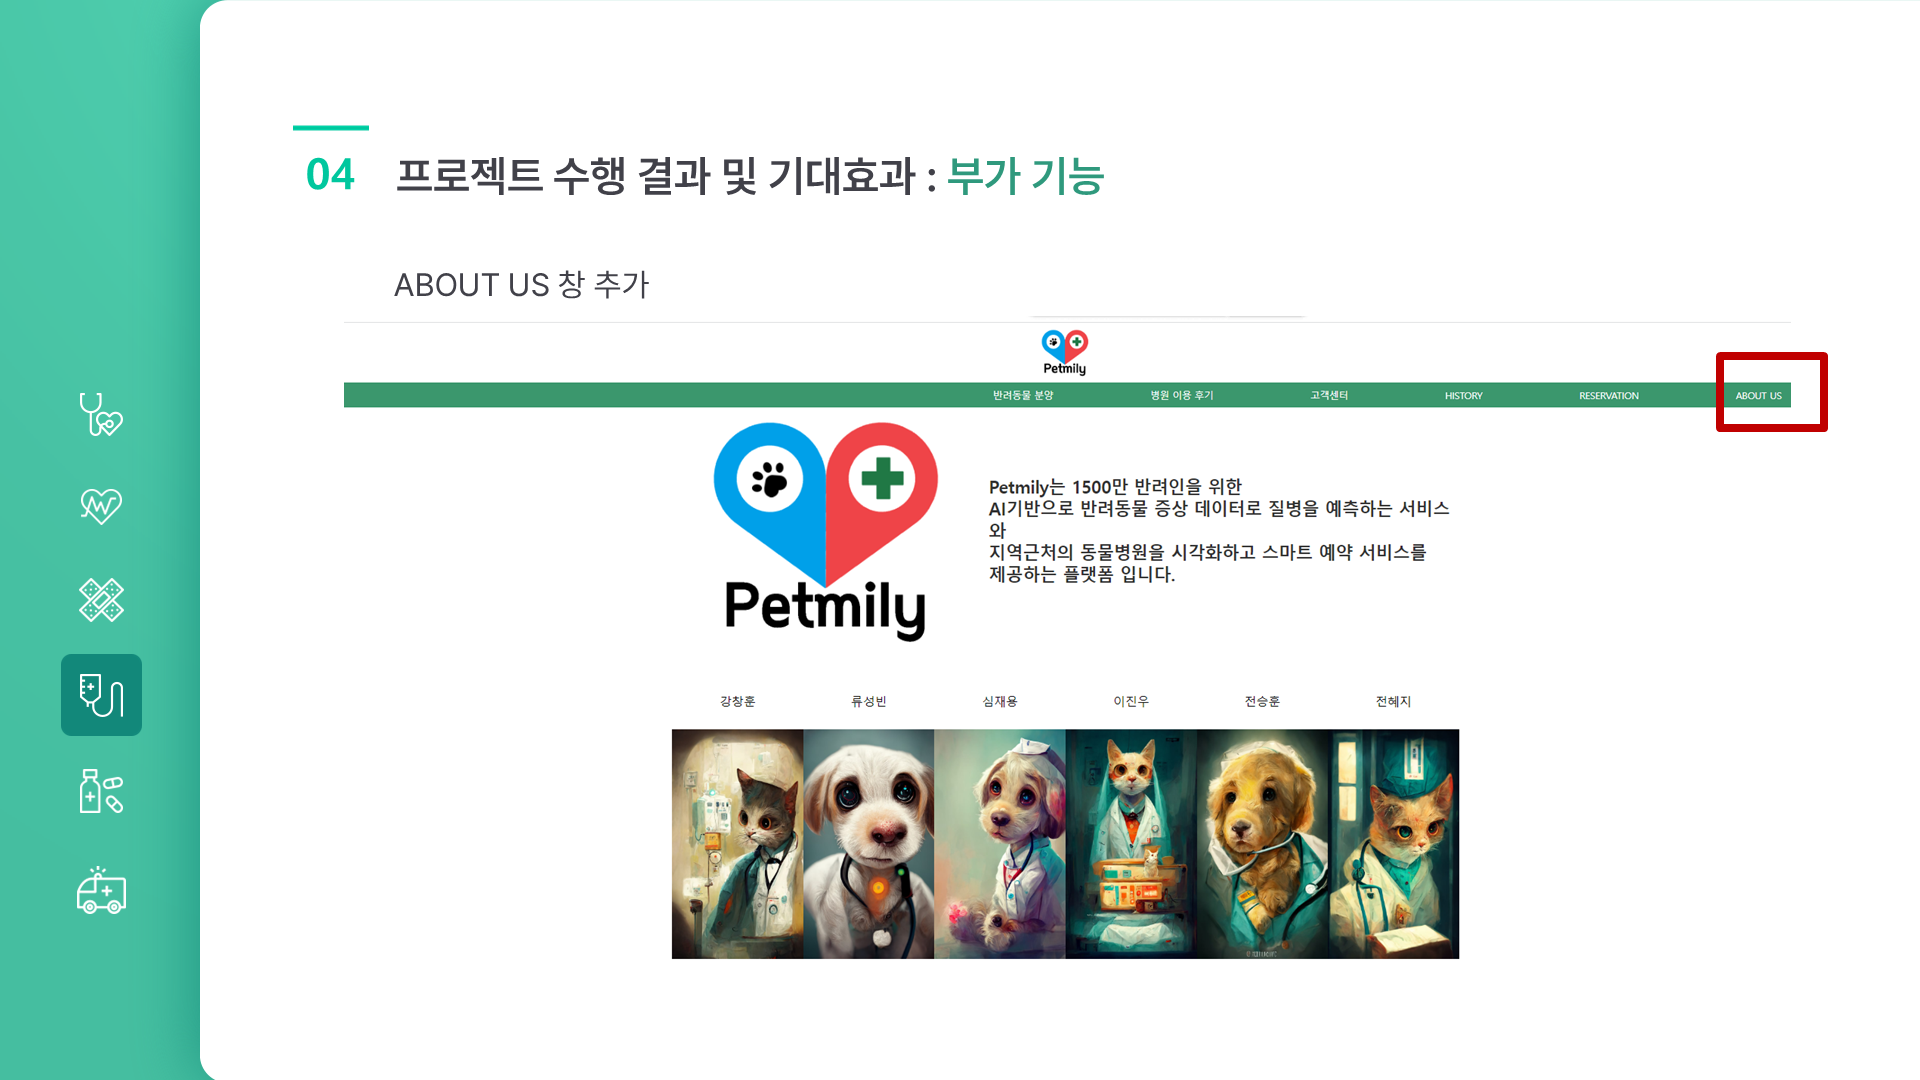 04 프로젝트 수행 결과 및 기대효과 : 부가 기능
ABOUT US 창 추가
Petmily
반려동물 분양 병원 이용 후기 고객센터 HISTORY RESERVATION ABOUT US
Petmily는 1500만 반려인을 위한
AI기반으로 반려동물 증상 데이터로 질병을 예측하는 서비스
와
지역근처의 동물병원을 시각화하고 스마트 예약 서비스를
제공하는 플랫폼 입니다.
Petmily
강창훈 류성빈 심재용 이진우 전승훈 전혜지